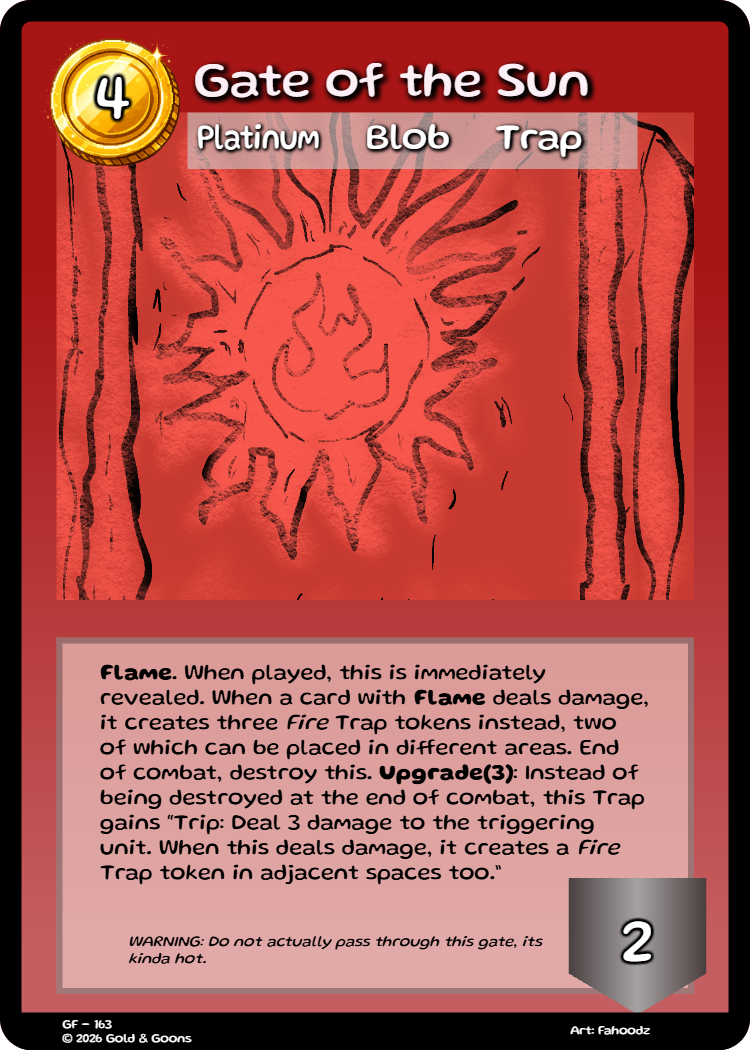 4
Gate of the Sun
Platinum Blob Trap
Flame. When played, this is immediately
revealed. When a card with Flame deals damage,
it creates three Fire Trap tokens instead, two
of which can be placed in different areas. End
of combat, destroy this. Upgrade(3): Instead of
being destroyed at the end of combat, this Trap
gains "Trip: Deal 3 damage to the triggering
unit. When this deals damage, it creates a Fire
Trap token in adjacent spaces too."
WARNING: Do not actually pass through this gate, its
kinda hot.
2
GF - 163
© 2026 Gold & Goons
Art: Fahoodz